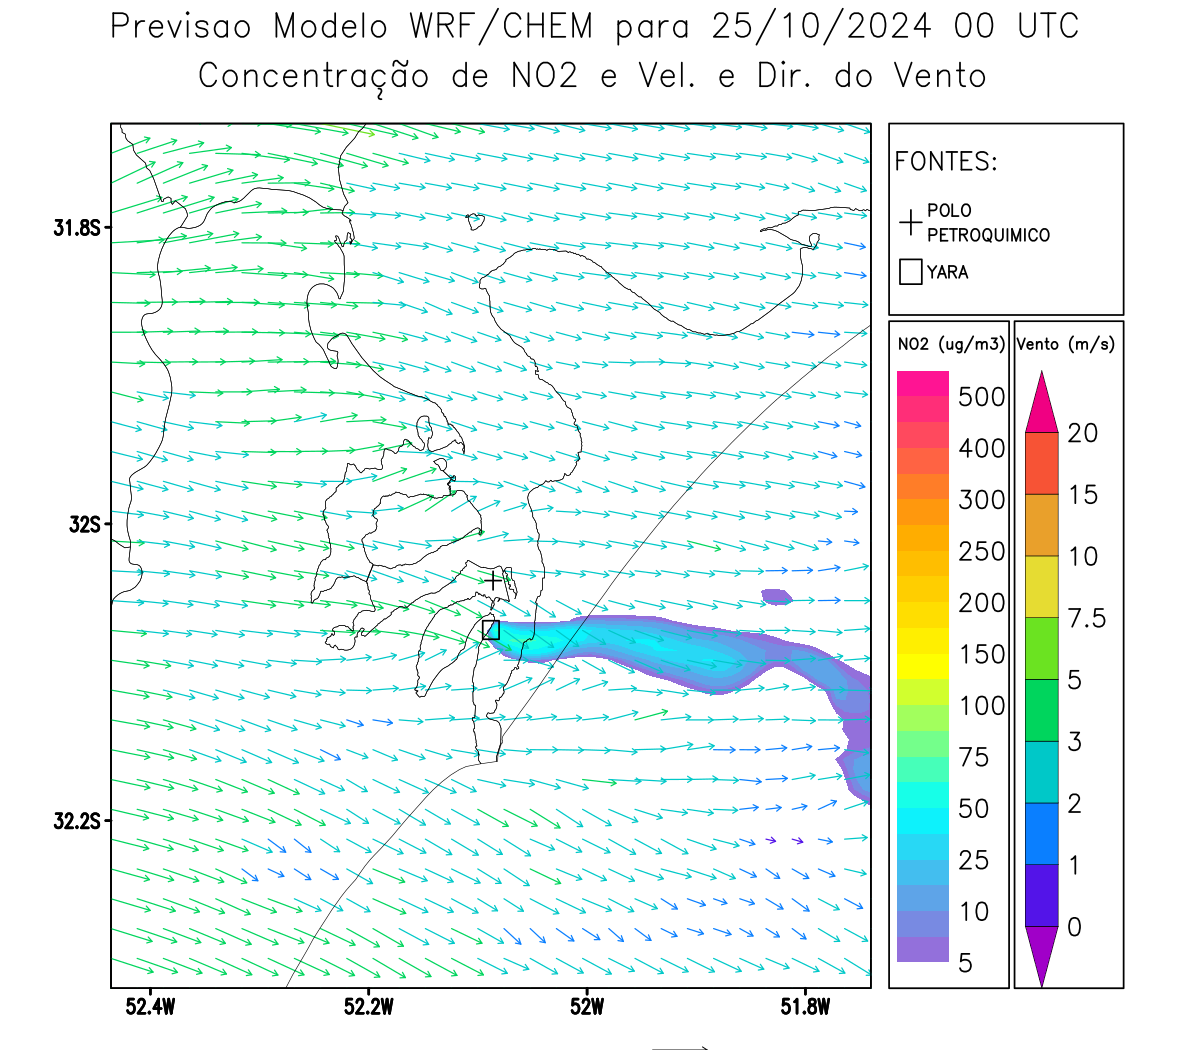 Previsao Modelo WRF/CHEM para 25/10/2024 00 UTC
Concentração de NO2 e Vel. e Dir. do Vento
FONTES:
POLO
PETROQUIMICO
YARA
31.8S
32S
32.2S
52.4W
52.2W
52W
51.8W
NO2 (ug/m3)
500
400
300
250
200
150
100
75
50
25
10
5
Vento (m/s)
20
15
10
7.5
5
3
2
1
0